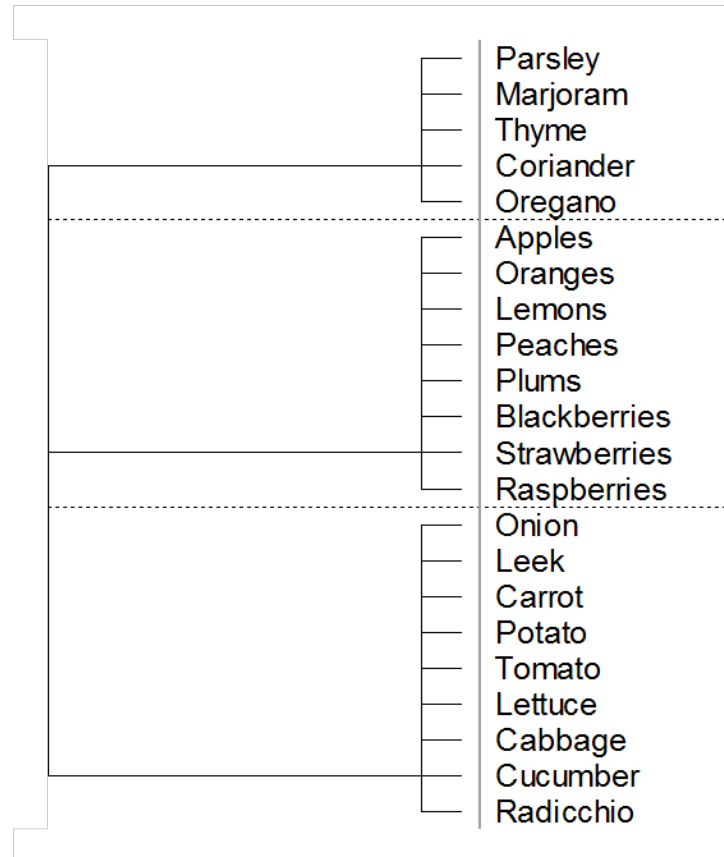 Parsley
Marjoram
Thyme
Coriander
Oregano
Apples
Oranges
Lemons
Peaches
Plums
Blackberries
Strawberries
Raspberries
Onion
Leek
Carrot
Potato
Tomato
Lettuce
Cabbage
Cucumber
Radicchio